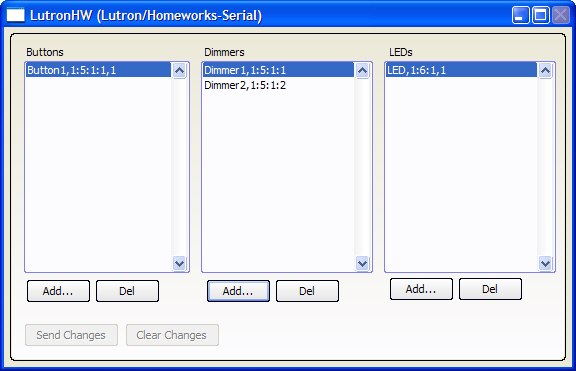 LutronHW (Lutron/Homeworks-Serial)
Buttons Dimmers LEDs
Button1,1:5:1:1,1 Dimmer1,1:5:1:1 LED,1:6:1,1
Dimmer2,1:5:1:2
Add... Del Add... Del Add... Del
Send Changes Clear Changes